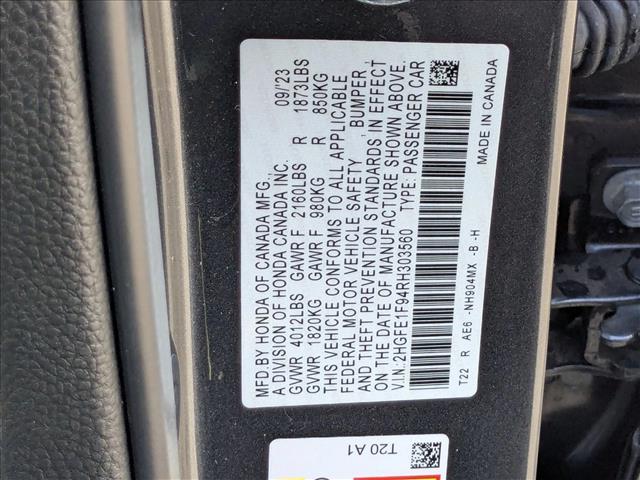 MFD.BY HONDA OF CANADA MFG., 09/'23
A DIVISION OF HONDA CANADA INC.
GVWR 4012LBS GAWR F 2160LBS R 1873LBS
GVWR 1820KG GAWR F 980KG R 850KG
THIS VEHICLE CONFORMS TO ALL APPLICABLE
FEDERAL MOTOR VEHICLE SAFETY , BUMPER ,
AND THEFT PREVENTION STANDARDS IN EFFECT
ON THE DATE OF MANUFACTURE SHOWN ABOVE.
V.I.N: 2HGFE1F94RH303560 TYPE: PASSENGER CAR
T22 R AE6 -NH904MX -B -H MADE IN CANADA
T20 A1